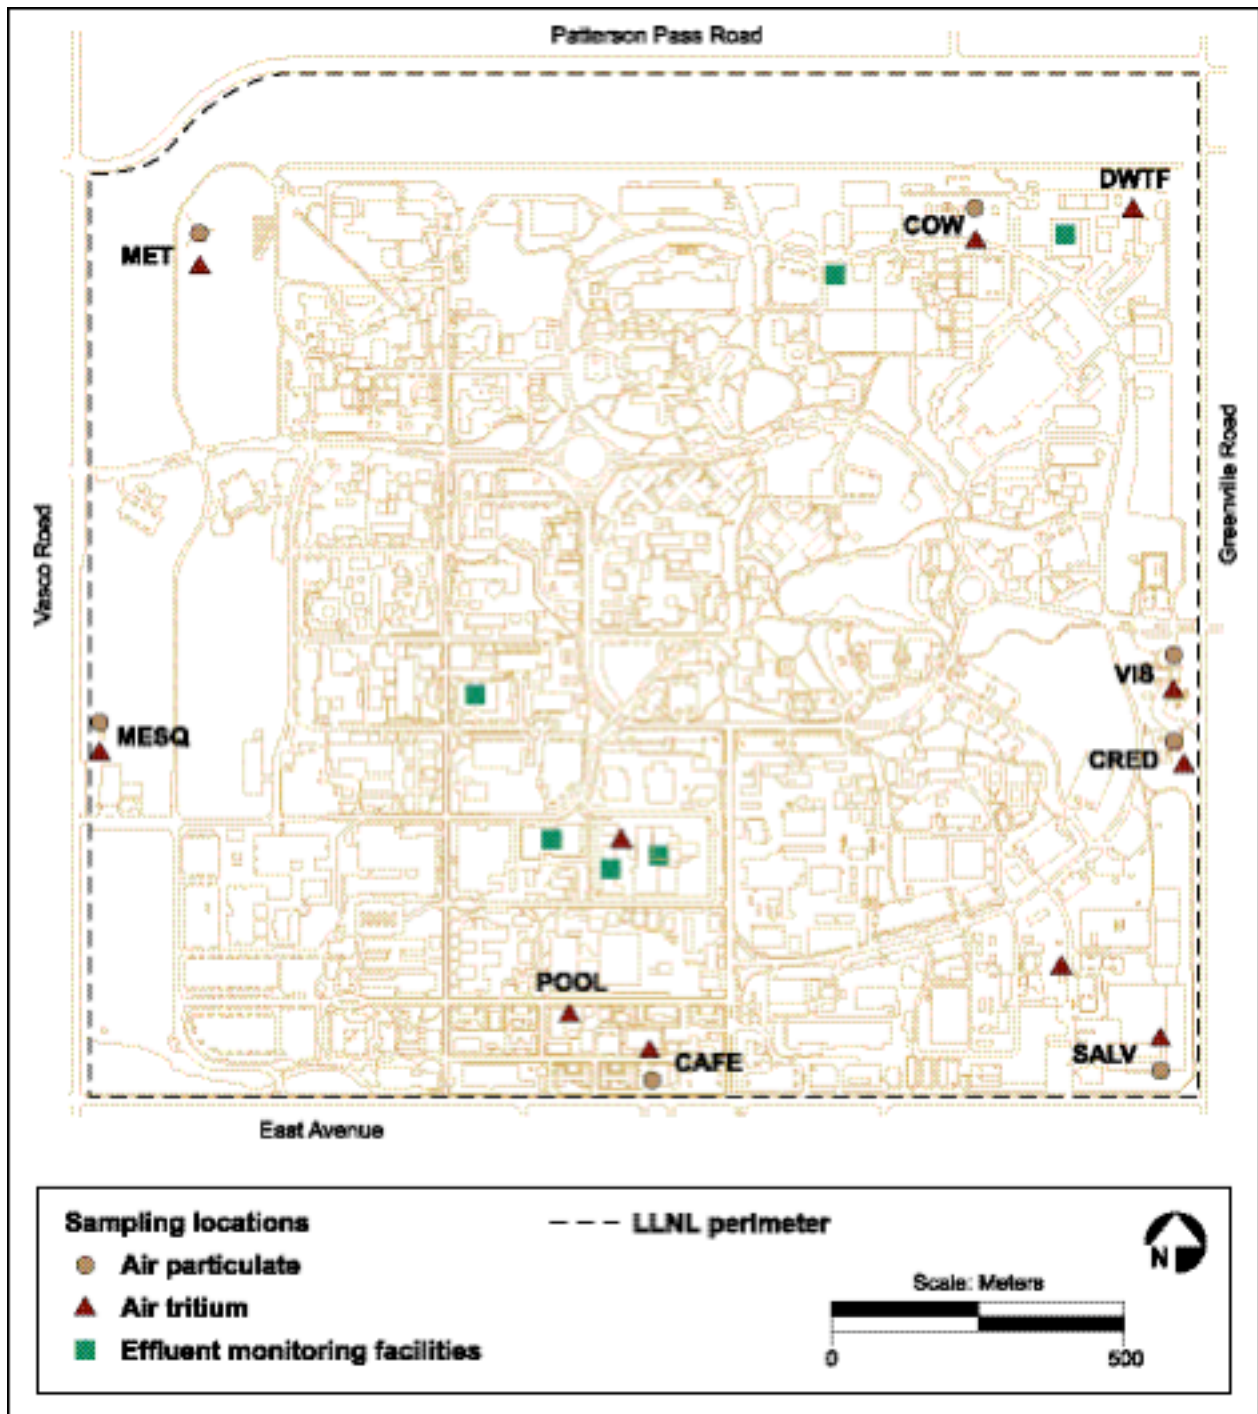 Patterson Pass Road
DWTF
COW
MET
Vasco Road
Greenville Road
VIS
MESQ
CRED
POOL
CAFE
SALV
East Avenue
Sampling locations
Air particulate
Air tritium
Effluent monitoring facilities
LLNL perimeter
N
Scale: Meters
0
500